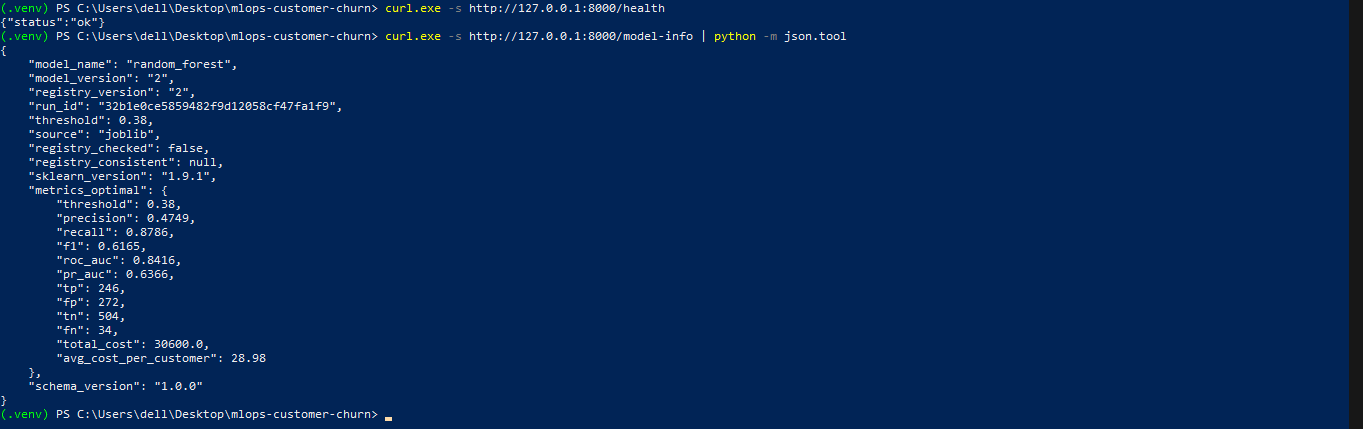 (.venv) PS C:\Users\dell\Desktop\mlops-customer-churn> curl.exe -s http://127.0.0.1:8000/health
{"status":"ok"}
(.venv) PS C:\Users\dell\Desktop\mlops-customer-churn> curl.exe -s http://127.0.0.1:8000/model-info | python -m json.tool
{
    "model_name": "random_forest",
    "model_version": "2",
    "registry_version": "2",
    "run_id": "32b1e0ce5859482f9d12058cf47fa1f9",
    "threshold": 0.38,
    "source": "joblib",
    "registry_checked": false,
    "registry_consistent": null,
    "sklearn_version": "1.9.1",
    "metrics_optimal": {
        "threshold": 0.38,
        "precision": 0.4749,
        "recall": 0.8786,
        "f1": 0.6165,
        "roc_auc": 0.8416,
        "pr_auc": 0.6366,
        "tp": 246,
        "fp": 272,
        "tn": 504,
        "fn": 34,
        "total_cost": 30600.0,
        "avg_cost_per_customer": 28.98
    },
    "schema_version": "1.0.0"
}
(.venv) PS C:\Users\dell\Desktop\mlops-customer-churn>